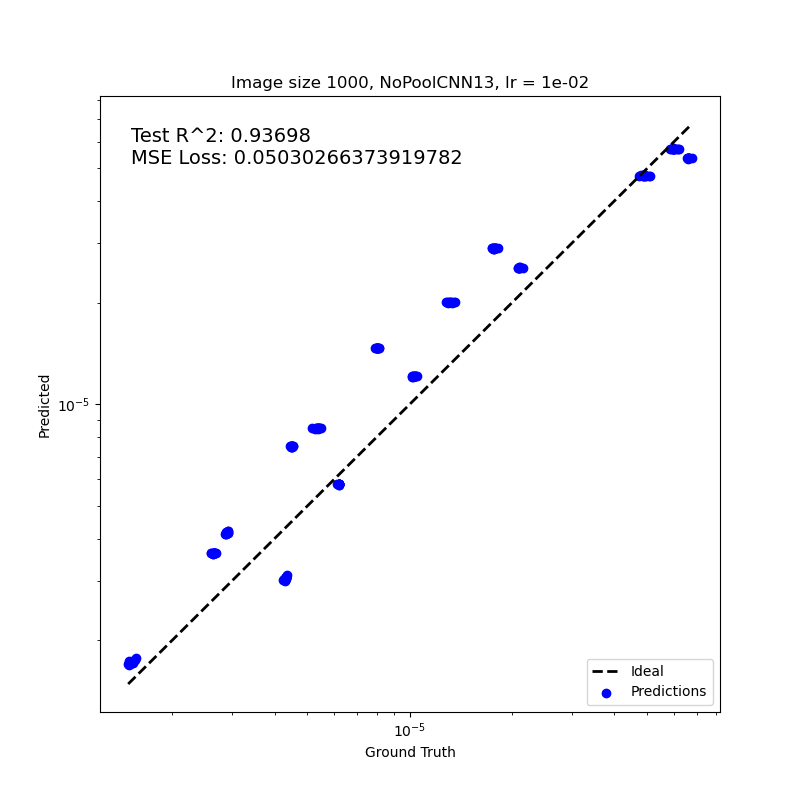 Image size 1000, NoPoolCNN13, lr = 1e-02
Test R^2: 0.93698
MSE Loss: 0.05030266373919782
Predicted
10⁻⁵
Ideal
Predictions
10⁻⁵
Ground Truth